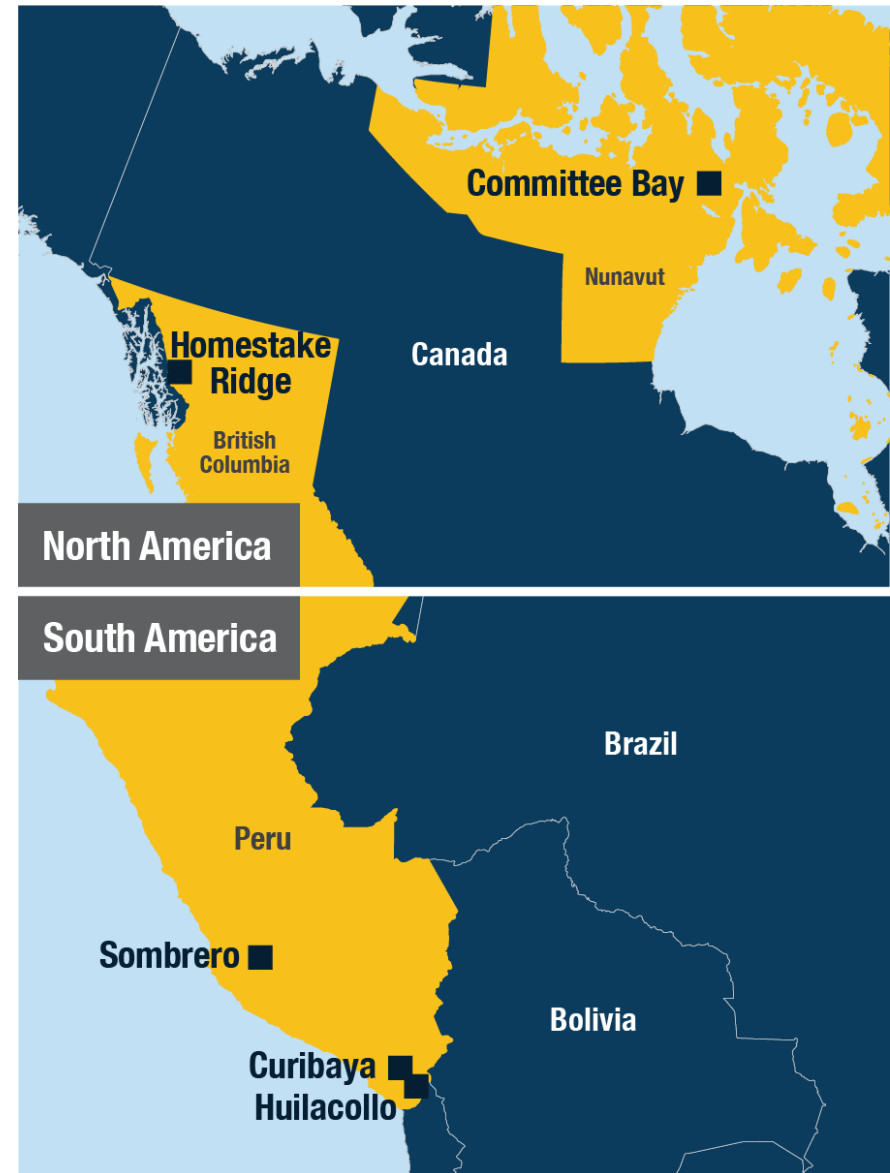 Committee Bay
Nunavut
Homestake
Ridge
Canada
British
Columbia
North America
South America
Brazil
Peru
Sombrero
Bolivia
Curibaya
Huilacollo